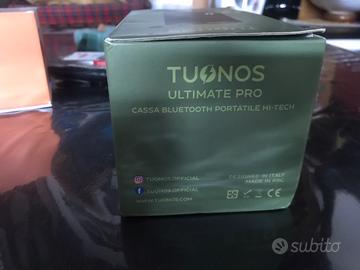 TUONOS
ULTIMATE PRO
CASSA BLUETOOTH PORTATILE HI-TECH
TUONOS.OFFICIAL
TUONOS.OFFICIAL
WWW.TUONOS.COM
DESIGNED IN ITALY
MADE IN PRC
CE
subito